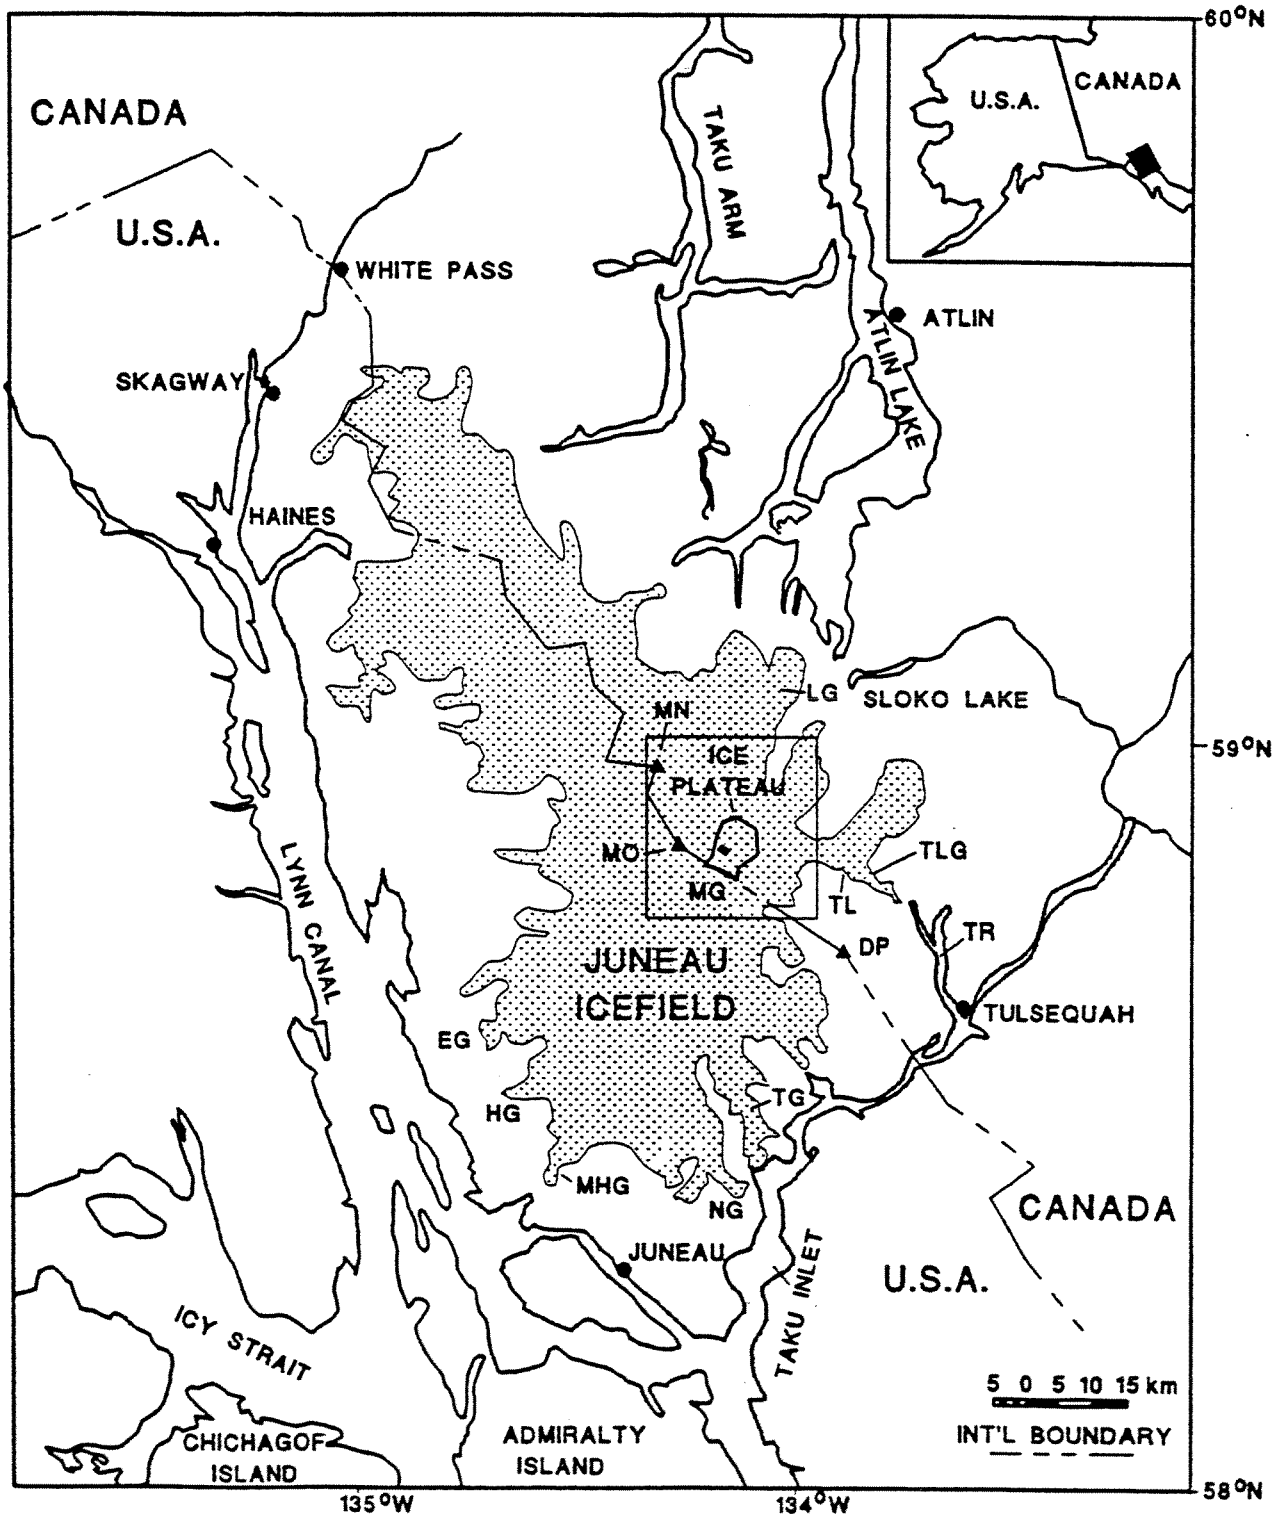 60°N
CANADA
U.S.A.
CANADA
TAKU ARM
U.S.A.
WHITE PASS
ATLIN
ATLIN LAKE
SKAGWAY
HAINES
LG
SLOKO LAKE
MN
59°N
ICE
PLATEAU
MO
TLG
MG
TL
LYNN CANAL
TR
DP
JUNEAU
ICEFIELD
TULSEQUAH
EG
TG
HG
MHG
NG
CANADA
JUNEAU
TAKU INLET
U.S.A.
ICY STRAIT
5 0 5 10 15 km
INT'L BOUNDARY
CHICHAGOF
ISLAND
ADMIRALTY
ISLAND
58°N
135°W
134°W